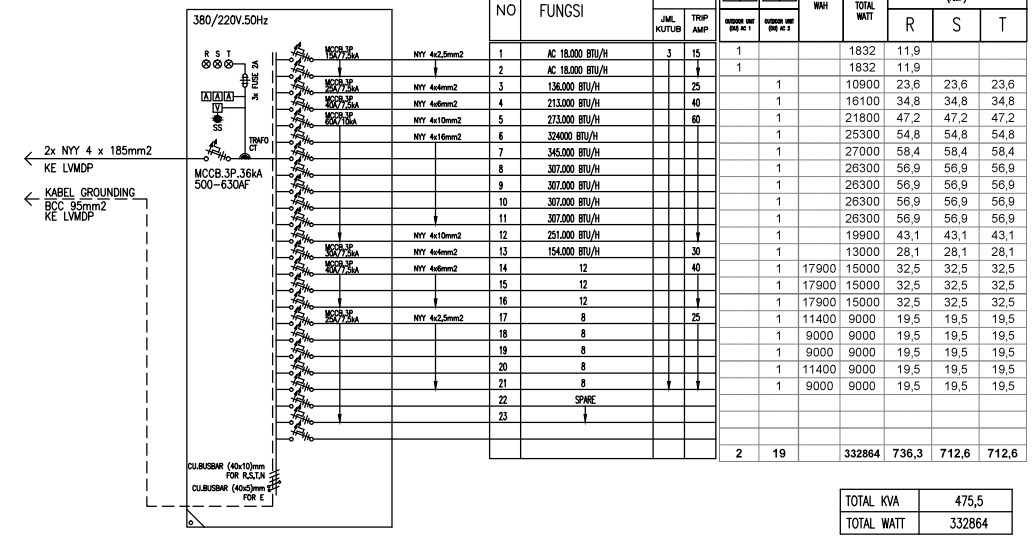 380/220V.50Hz
R S T
3x FUSE 2A
A A A
V
SS
TRAFO
CT
MCCB.3P.36kA
500-630AF
2x NYY 4 x 185mm2
KE LVMDP
KABEL GROUNDING
BCC 95mm2
KE LVMDP
CU.BUSBAR (40x10)mm
FOR R,S,T,N
CU.BUSBAR (40x5)mm
FOR E
MCCB.3P
15A/7,5kA
NYY 4x2,5mm2
MCCB.3P
25A/7,5kA
NYY 4x4mm2
MCCB.3P
40A/7,5kA
NYY 4x6mm2
MCCB.3P
60A/10kA
NYY 4x10mm2
NYY 4x16mm2
NYY 4x10mm2
MCCB.3P
30A/7,5kA
NYY 4x4mm2
MCCB.3P
40A/7,5kA
NYY 4x6mm2
MCCB.3P
25A/7,5kA
NYY 4x2,5mm2
NO FUNGSI JML KUTUB TRIP AMP OUTDOOR UNIT (OU) AC 1 OUTDOOR UNIT (OU) AC 2 WAH TOTAL WATT R S T
1 AC 18.000 BTU/H 3 15 1 1832 11,9
2 AC 18.000 BTU/H 1 1832 11,9
3 136.000 BTU/H 25 1 10900 23,6 23,6 23,6
4 213.000 BTU/H 40 1 16100 34,8 34,8 34,8
5 273.000 BTU/H 60 1 21800 47,2 47,2 47,2
6 324000 BTU/H 1 25300 54,8 54,8 54,8
7 345.000 BTU/H 1 27000 58,4 58,4 58,4
8 307.000 BTU/H 1 26300 56,9 56,9 56,9
9 307.000 BTU/H 1 26300 56,9 56,9 56,9
10 307.000 BTU/H 1 26300 56,9 56,9 56,9
11 307.000 BTU/H 1 26300 56,9 56,9 56,9
12 251.000 BTU/H 1 19900 43,1 43,1 43,1
13 154.000 BTU/H 30 1 13000 28,1 28,1 28,1
14 12 40 1 17900 15000 32,5 32,5 32,5
15 12 1 17900 15000 32,5 32,5 32,5
16 12 1 17900 15000 32,5 32,5 32,5
17 8 25 1 11400 9000 19,5 19,5 19,5
18 8 1 9000 9000 19,5 19,5 19,5
19 8 1 9000 9000 19,5 19,5 19,5
20 8 1 11400 9000 19,5 19,5 19,5
21 8 1 9000 9000 19,5 19,5 19,5
22 SPARE
23
2 19 332864 736,3 712,6 712,6
TOTAL KVA 475,5
TOTAL WATT 332864